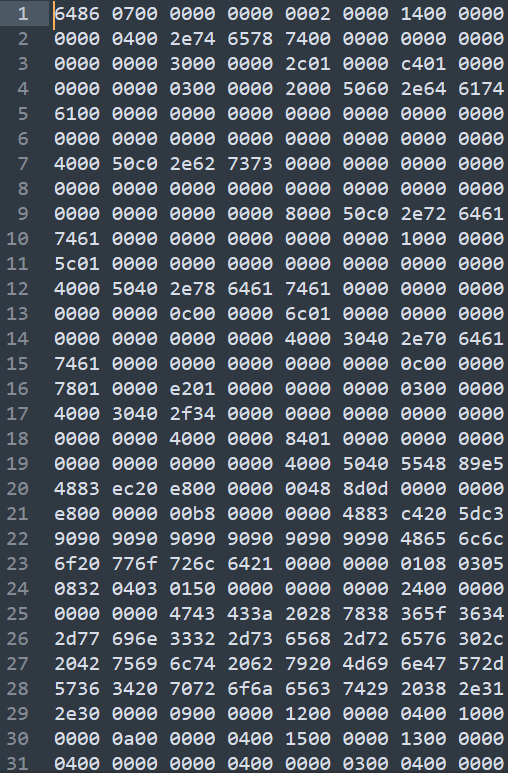 1 6486 0700 0000 0000 0002 0000 1400 0000
2 0000 0400 2e74 6578 7400 0000 0000 0000
3 0000 0000 3000 0000 2c01 0000 c401 0000
4 0000 0000 0300 0000 2000 5060 2e64 6174
5 6100 0000 0000 0000 0000 0000 0000 0000
6 0000 0000 0000 0000 0000 0000 0000 0000
7 4000 50c0 2e62 7373 0000 0000 0000 0000
8 0000 0000 0000 0000 0000 0000 0000 0000
9 0000 0000 0000 0000 8000 50c0 2e72 6461
10 7461 0000 0000 0000 0000 0000 1000 0000
11 5c01 0000 0000 0000 0000 0000 0000 0000
12 4000 5040 2e78 6461 7461 0000 0000 0000
13 0000 0000 0c00 0000 6c01 0000 0000 0000
14 0000 0000 0000 0000 4000 3040 2e70 6461
15 7461 0000 0000 0000 0000 0000 0c00 0000
16 7801 0000 e201 0000 0000 0000 0300 0000
17 4000 3040 2f34 0000 0000 0000 0000 0000
18 0000 0000 4000 0000 8401 0000 0000 0000
19 0000 0000 0000 0000 4000 5040 5548 89e5
20 4883 ec20 e800 0000 0048 8d0d 0000 0000
21 e800 0000 00b8 0000 0000 4883 c420 5dc3
22 9090 9090 9090 9090 9090 9090 4865 6c6c
23 6f20 776f 726c 6421 0000 0000 0108 0305
24 0832 0403 0150 0000 0000 0000 2400 0000
25 0000 0000 4743 433a 2028 7838 365f 3634
26 2d77 696e 3332 2d73 6568 2d72 6576 302c
27 2042 7569 6c74 2062 7920 4d69 6e47 572d
28 5736 3420 7072 6f6a 6563 7429 2038 2e31
29 2e30 0000 0900 0000 1200 0000 0400 1000
30 0000 0a00 0000 0400 1500 0000 1300 0000
31 0400 0000 0000 0400 0000 0300 0400 0000